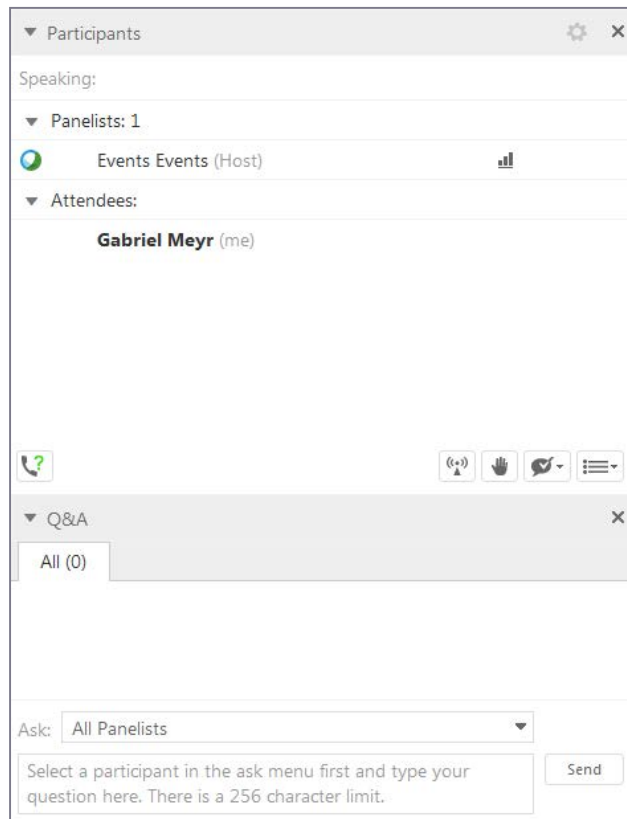 Participants
Speaking:
Panelists: 1
Events Events (Host)
Attendees:
Gabriel Meyr (me)
?
Q&A
All (0)
Ask: All Panelists
Select a participant in the ask menu first and type your
question here. There is a 256 character limit.
Send